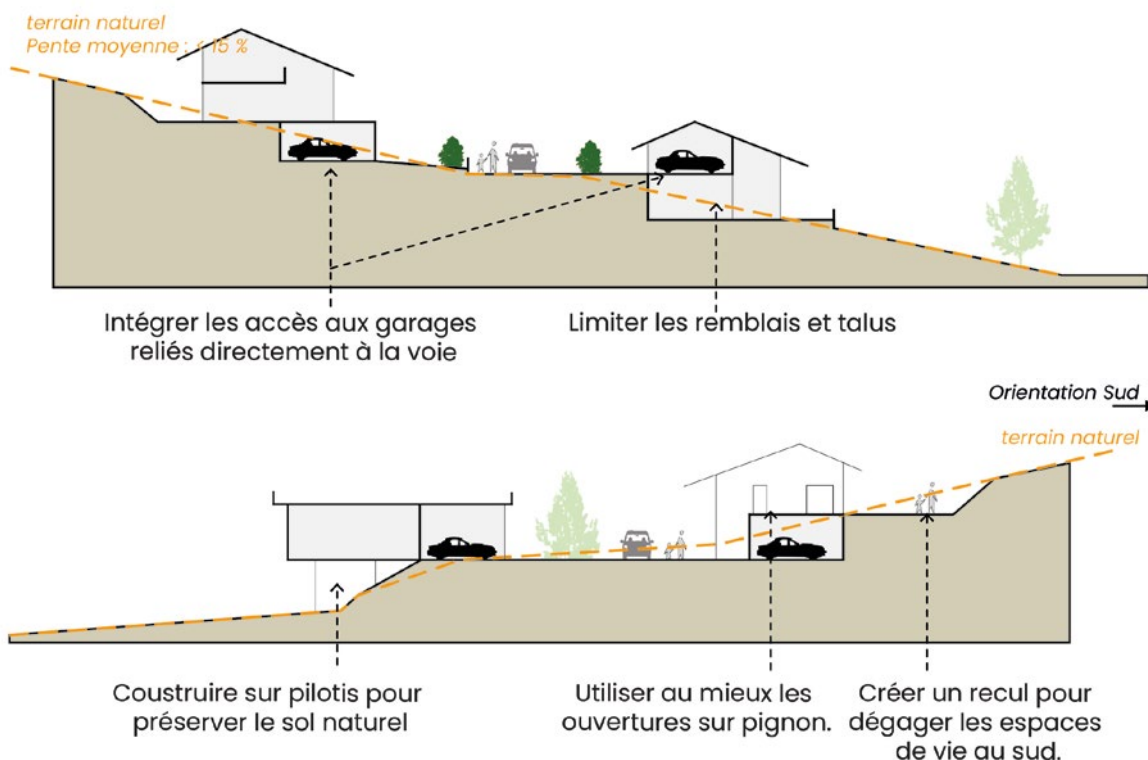 terrain naturel
Pente moyenne : < 15 %
Intégrer les accès aux garages
reliés directement à la voie
Limiter les remblais et talus
Orientation Sud
terrain naturel
Coustruire sur pilotis pour
préserver le sol naturel
Utiliser au mieux les
ouvertures sur pignon.
Créer un recul pour
dégager les espaces
de vie au sud.